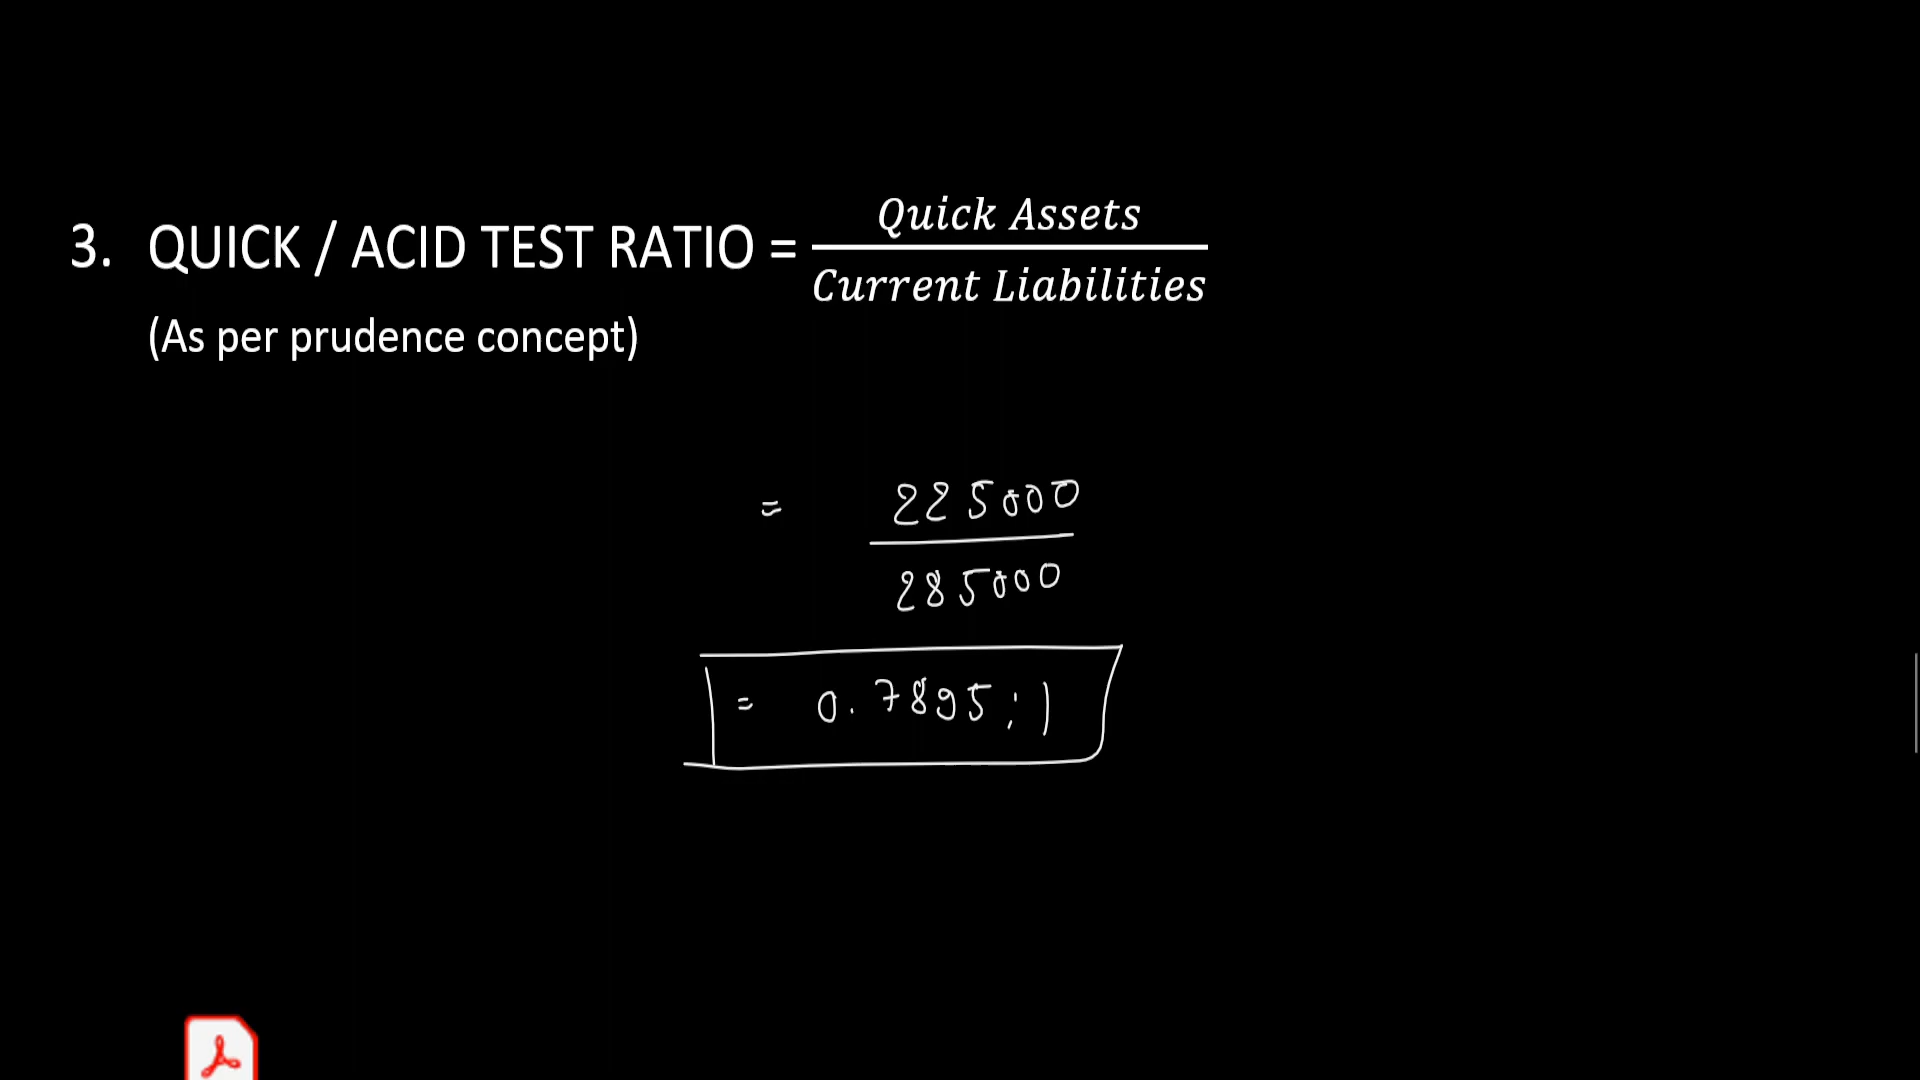 3. QUICK / ACID TEST RATIO = Quick Assets
Current Liabilities
(As per prudence concept)
= 225000
285000
= 0.7895 : 1